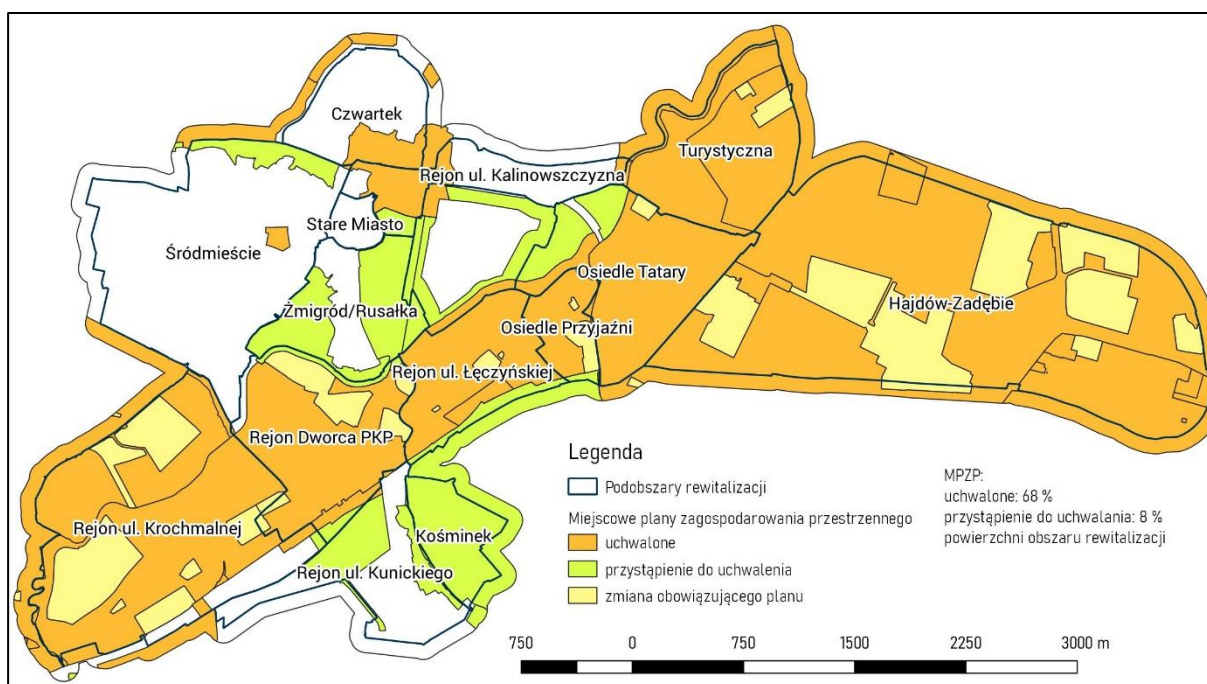 Czwartek
Turystyczna
Rejon ul. Kalinowszczyzna
Stare Miasto
Śródmieście
Osiedle Tatary
Hajdów-Zadębie
Żmigród/Rusałka
Osiedle Przyjaźni
Rejon ul. Łęczyńskiej
Rejon Dworca PKP
Rejon ul. Krochmalnej
Kośminek
Rejon ul. Kunickiego
Legenda
Podobszary rewitalizacji
Miejscowe plany zagospodarowania przestrzennego
uchwalone
przystąpienie do uchwalenia
zmiana obowiązującego planu
MPZP:
uchwalone: 68 %
przystąpienie do uchwalania: 8 %
powierzchni obszaru rewitalizacji
750 0 750 1500 2250 3000 m